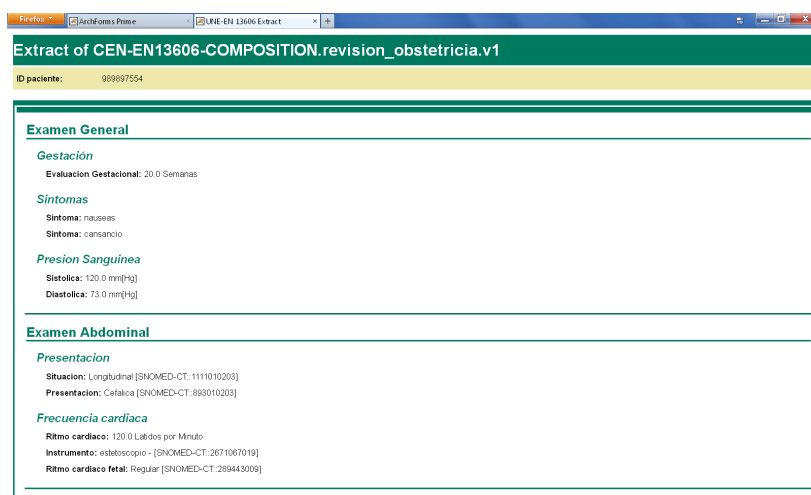 Firefox
ArchForms Prime
UNE-EN 13606 Extract
Extract of CEN-EN13606-COMPOSITION.revision_obstetricia.v1
ID paciente: 989897554
Examen General
Gestación
Evaluacion Gestacional: 20.0 Semanas
Sintomas
Sintoma: nauseas
Sintoma: cansancio
Presion Sanguinea
Sistolica: 120.0 mm[Hg]
Diastolica: 73.0 mm[Hg]
Examen Abdominal
Presentacion
Situacion: Longitudinal [SNOMED-CT::1111010203]
Presentacion: Cefalica [SNOMED-CT::893010203]
Frecuencia cardiaca
Ritmo cardiaco: 120.0 Latidos por Minuto
Instrumento: estetoscopio - [SNOMED-CT::2671067019]
Ritmo cardiaco fetal: Regular [SNOMED-CT::289443009]